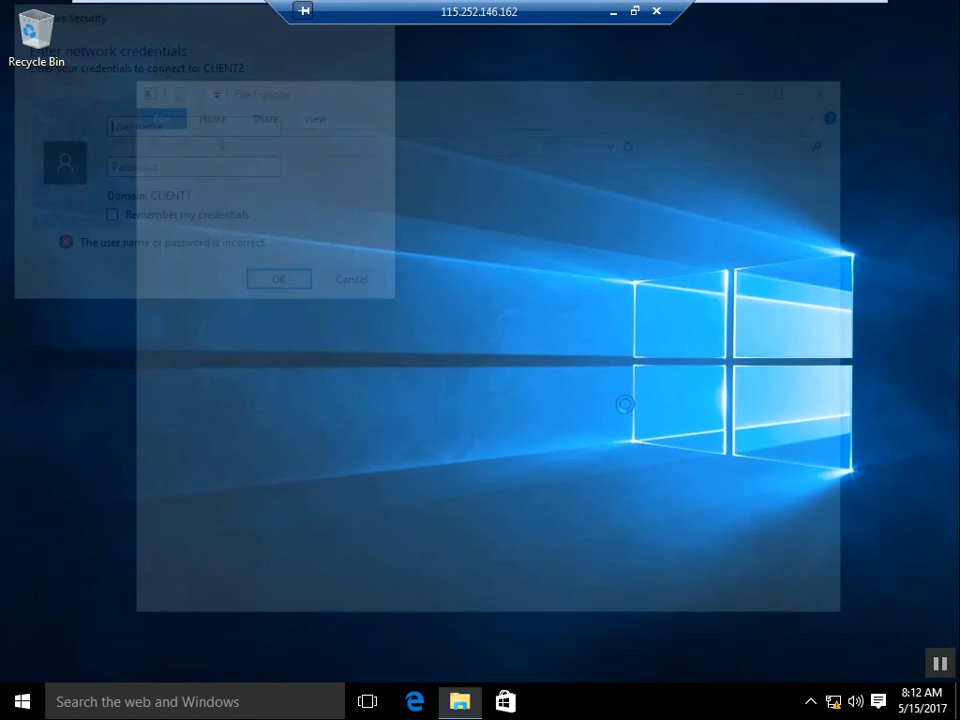 115.252.146.162
ws Security
Recycle Bin
Enter network credentials
Enter your credentials to connect to: CLIENT2
File Explorer
File Home Share View
User name
Password
Domain: CLIENT1
Remember my credentials
The user name or password is incorrect.
OK Cancel
Search the web and Windows
8:12 AM
5/15/2017